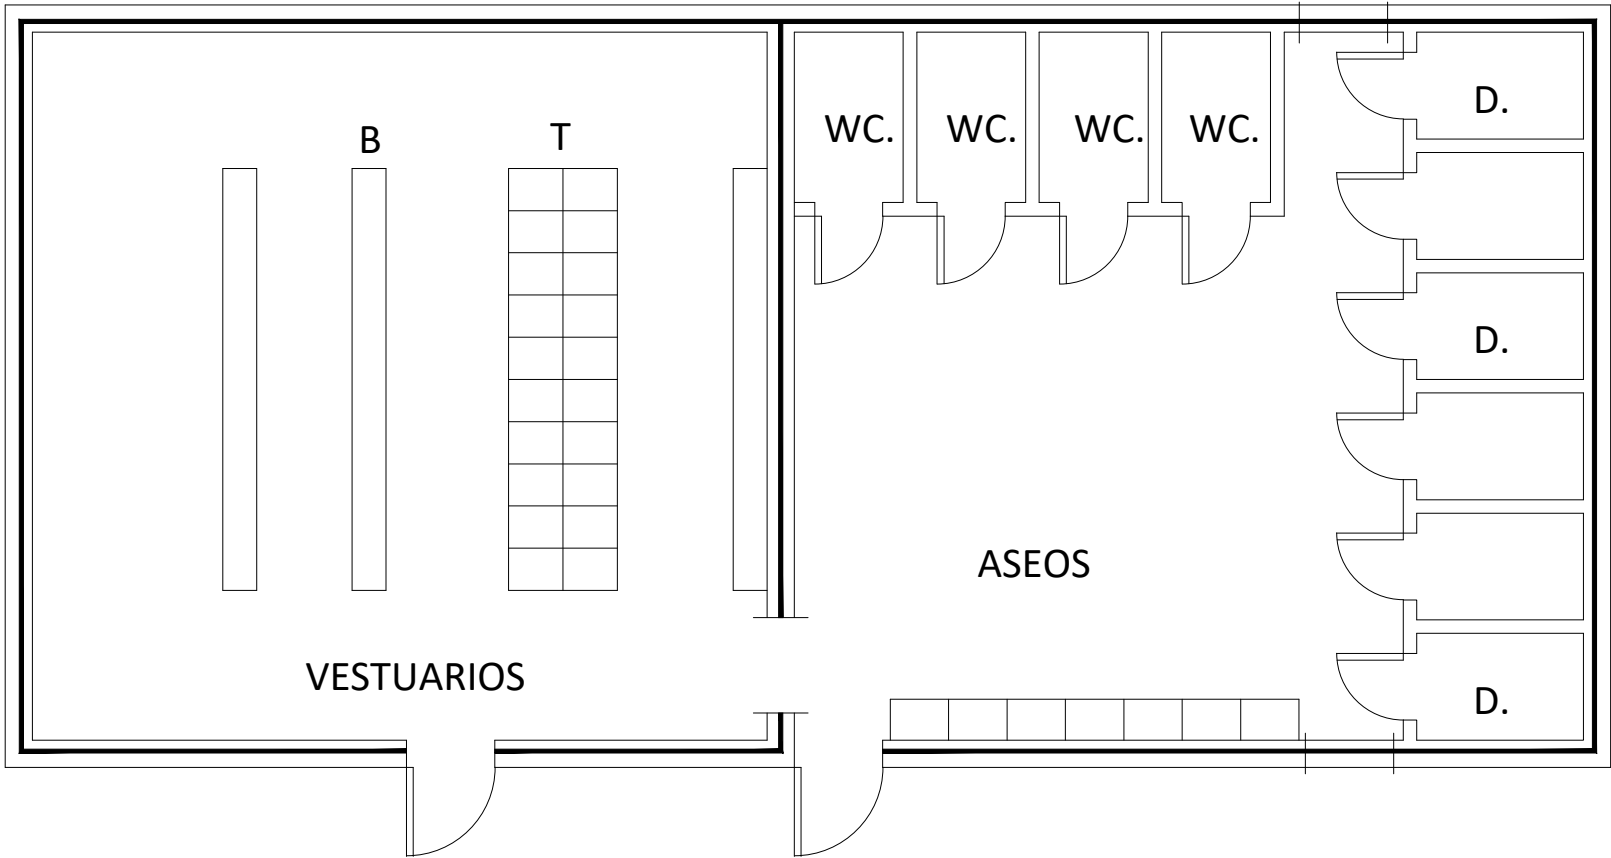 B
T
WC.
WC.
WC.
WC.
D.
D.
ASEOS
VESTUARIOS
D.